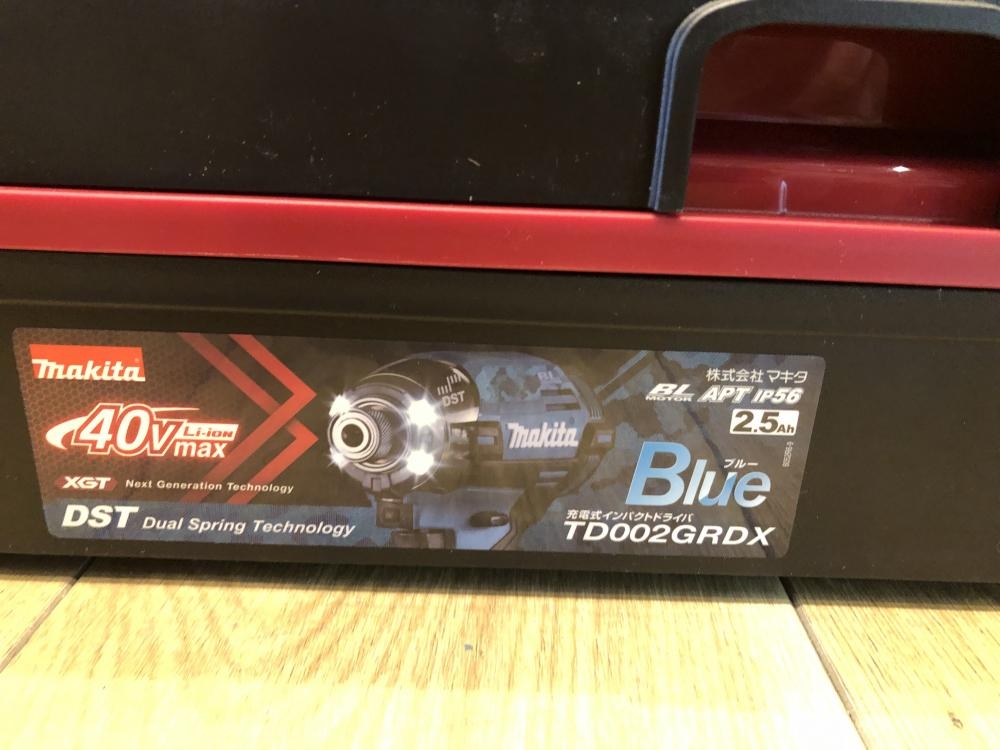 makita
40Vmax Li-ion
XGT Next Generation Technology
DST Dual Spring Technology
DST
BL
makita
株式会社マキタ
BL MOTOR APT IP56
2.5Ah
ブルー
Blue
充電式インパクトドライバ
TD002GRDX